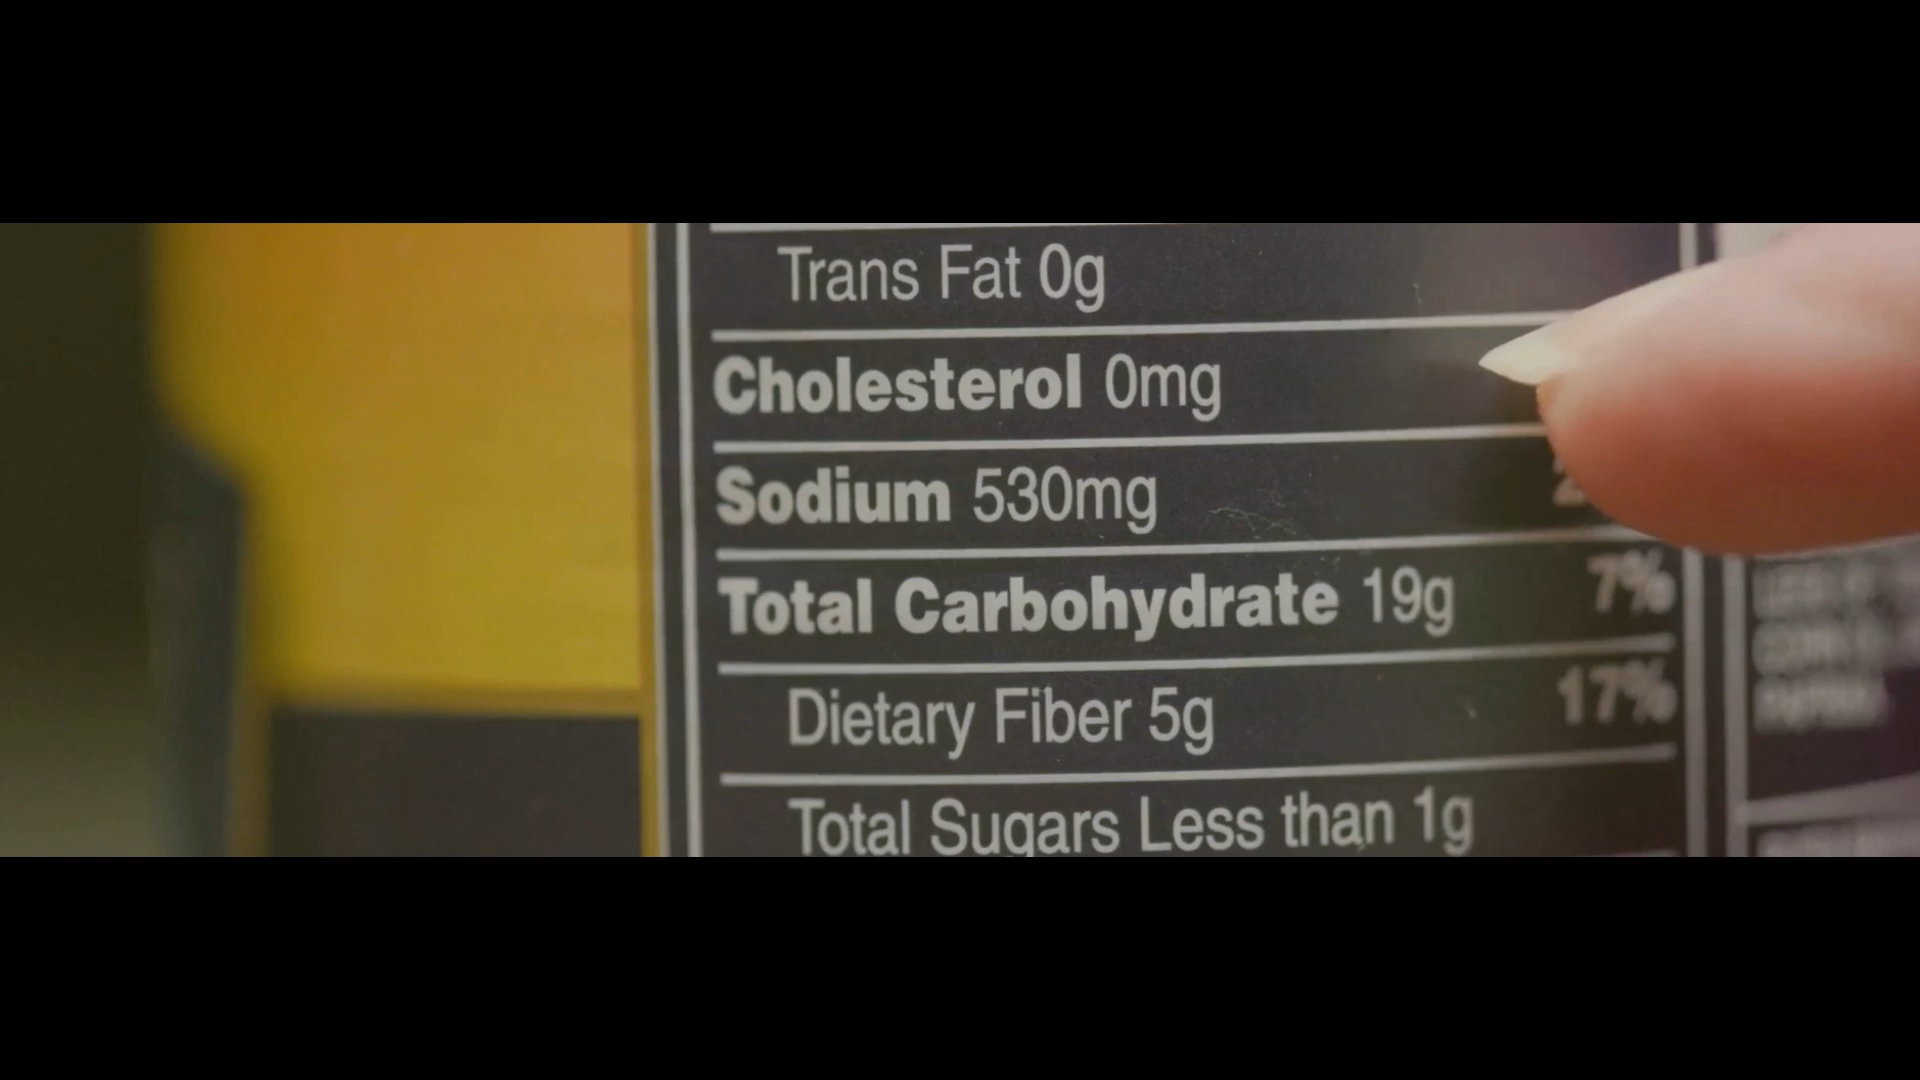 Trans Fat 0g
Cholesterol 0mg
Sodium 530mg
Total Carbohydrate 19g 7%
Dietary Fiber 5g 17%
Total Sugars Less than 1g